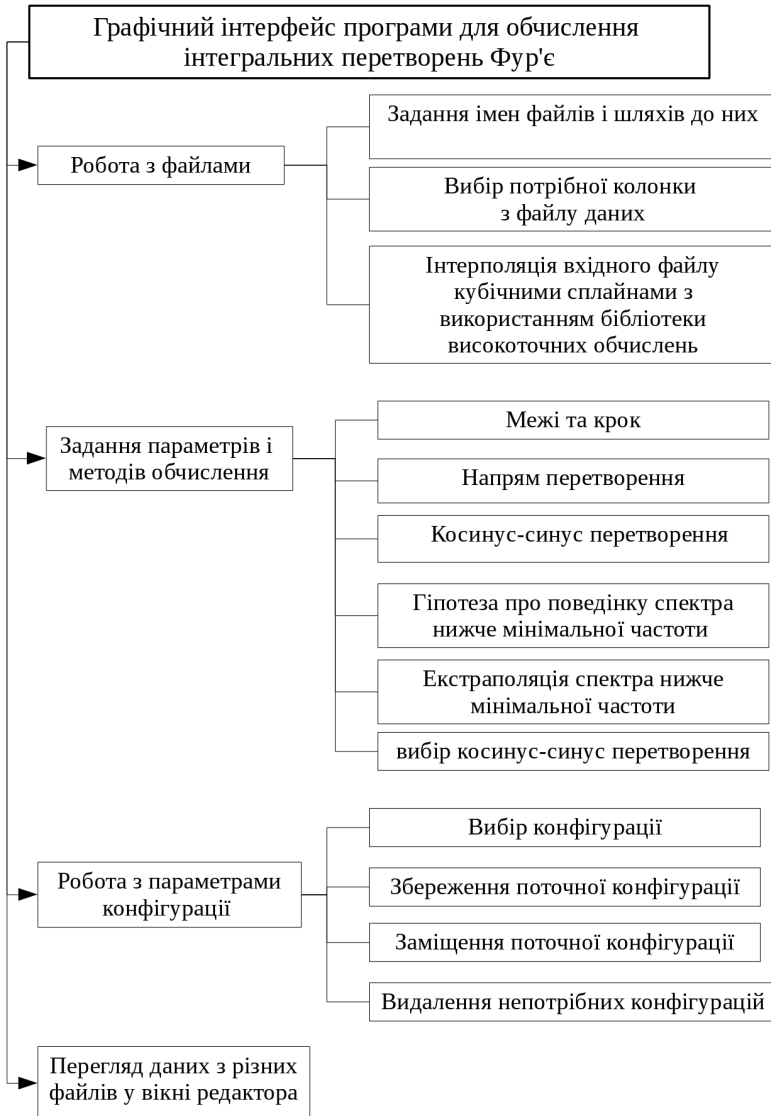 Графічний інтерфейс програми для обчислення
інтегральних перетворень Фур'є
Робота з файлами
Задання імен файлів і шляхів до них
Вибір потрібної колонки
з файлу даних
Інтерполяція вхідного файлу
кубічними сплайнами з
використанням бібліотеки
високоточних обчислень
Задання параметрів і
методів обчислення
Межі та крок
Напрям перетворення
Косинус-синус перетворення
Гіпотеза про поведінку спектра
нижче мінімальної частоти
Екстраполяція спектра нижче
мінімальної частоти
вибір косинус-синус перетворення
Робота з параметрами
конфігурації
Вибір конфігурації
Збереження поточної конфігурації
Заміщення поточної конфігурації
Видалення непотрібних конфігурацій
Перегляд даних з різних
файлів у вікні редактора